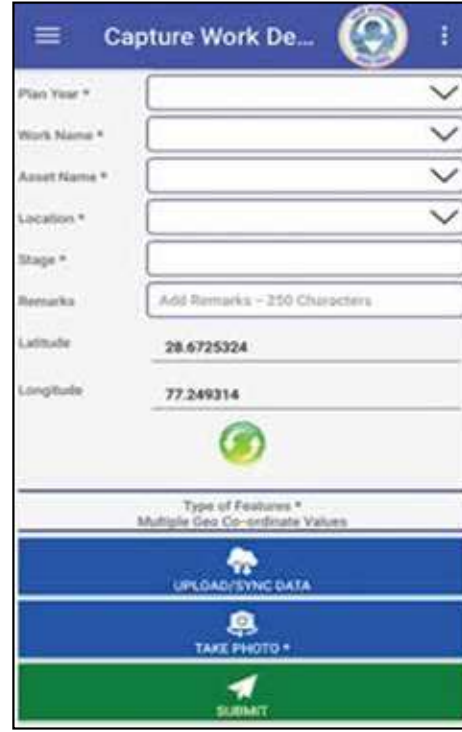 Capture Work De...
Plan Year *
Work Name *
Asset Name *
Location *
Stage *
Remarks Add Remarks - 250 Characters
Latitude 28.6725324
Longitude 77.249314
Type of Features *
Multiple Geo Co-ordinate Values
UPLOAD/SYNC DATA
TAKE PHOTO *
SUBMIT